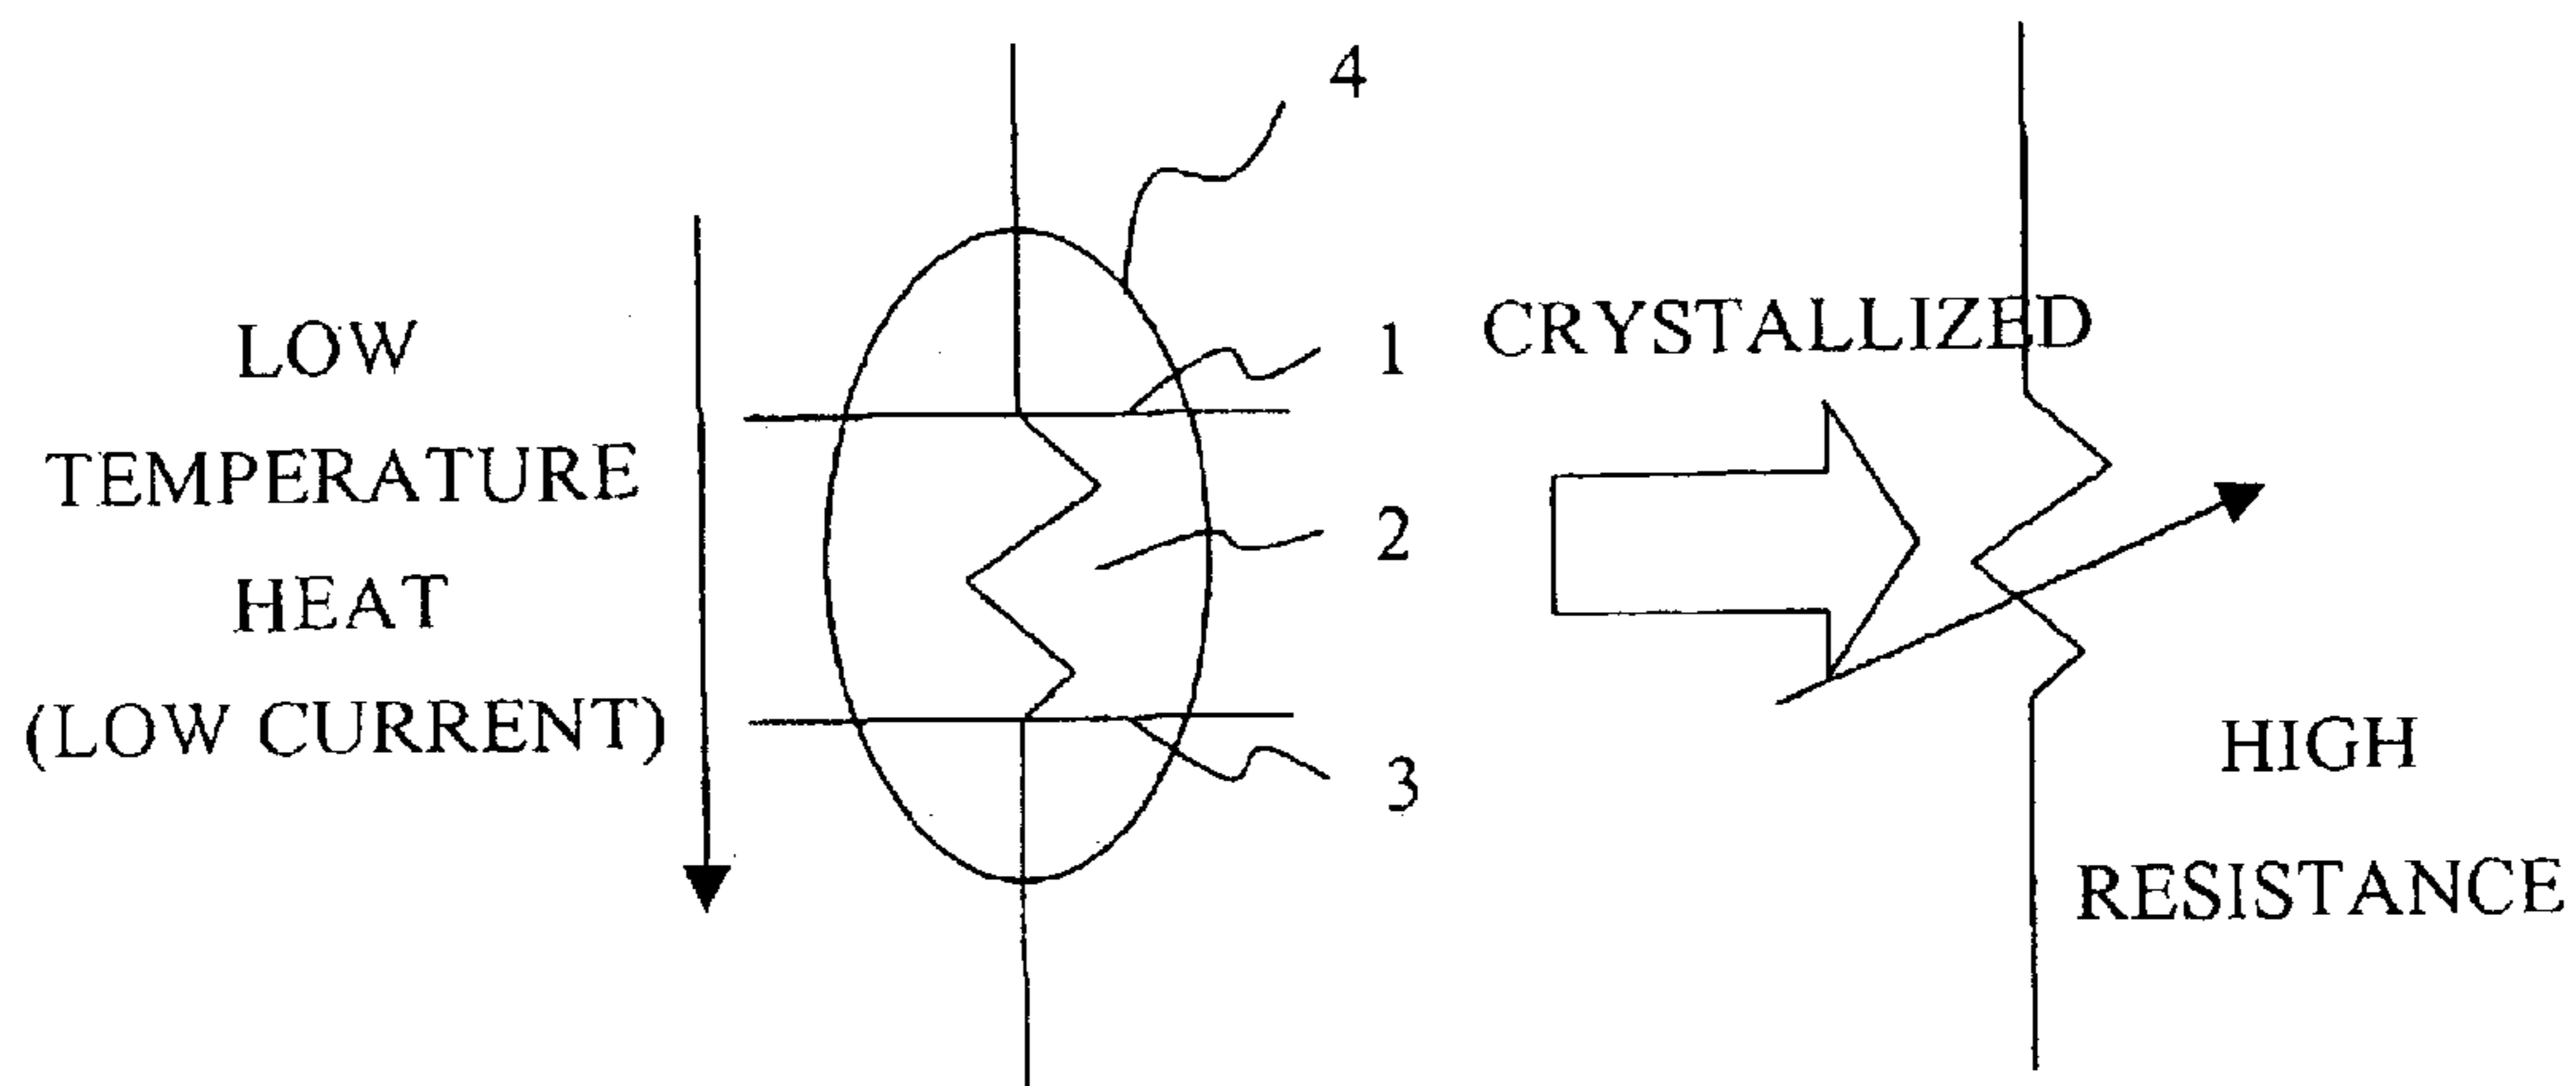 LOW
TEMPERATURE
HEAT
(LOW CURRENT)
4
1
2
3
CRYSTALLIZED
HIGH
RESISTANCE